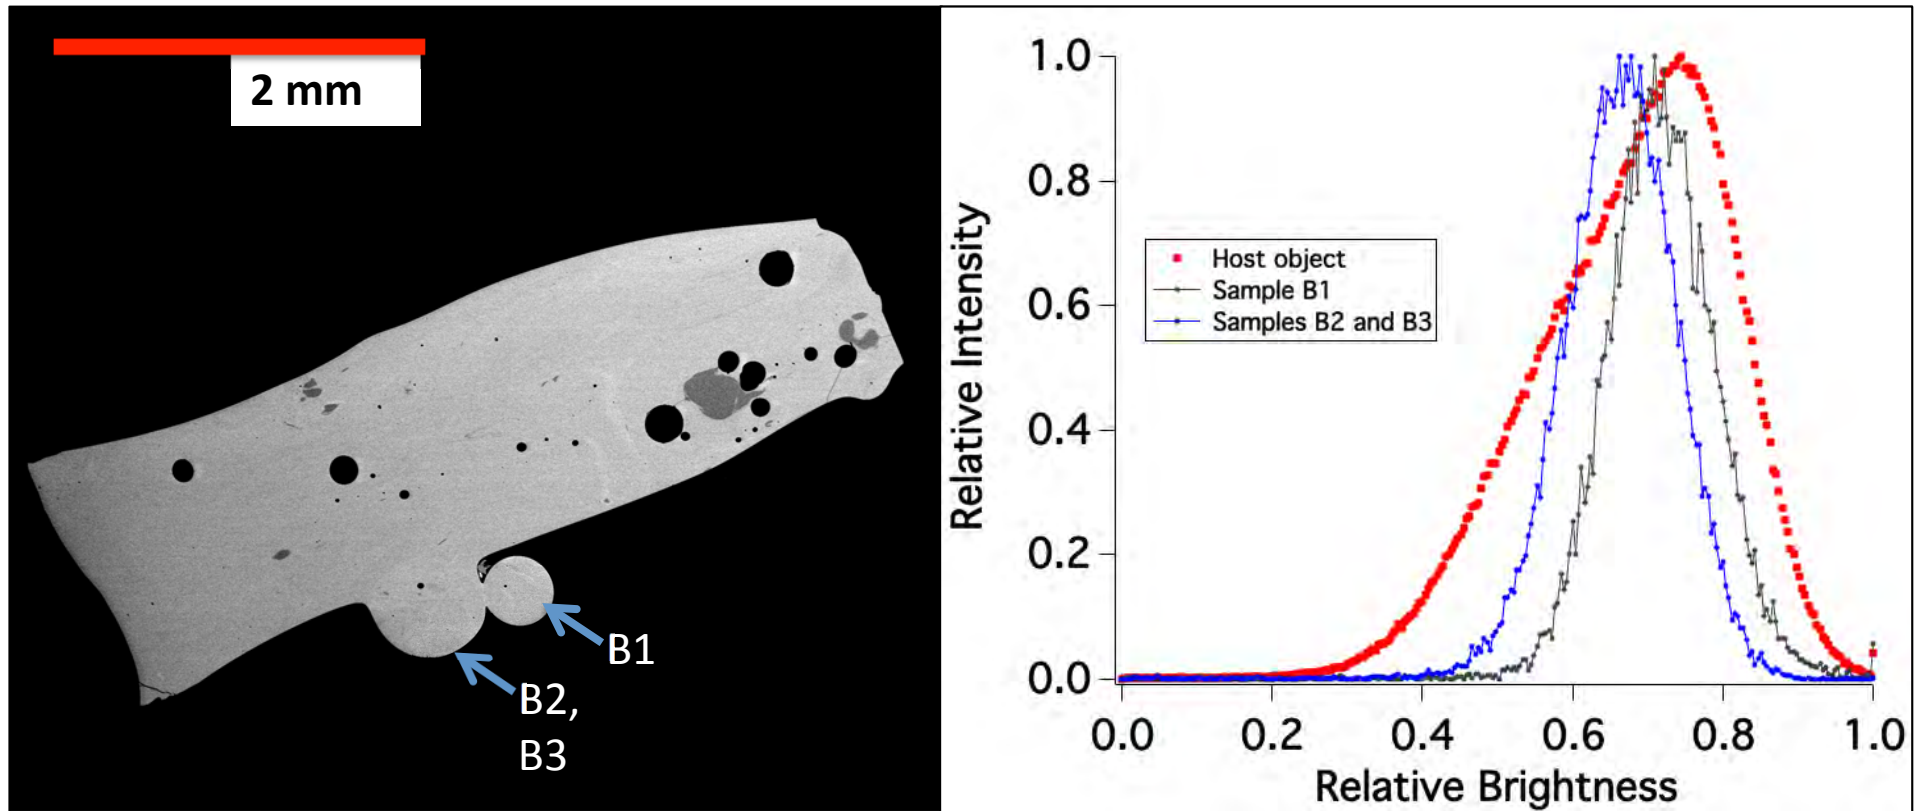 2 mm
B1
B2,
B3
1.0
0.8
0.6
0.4
0.2
0.0
Relative Intensity
Host object
Sample B1
Samples B2 and B3
0.0 0.2 0.4 0.6 0.8 1.0
Relative Brightness